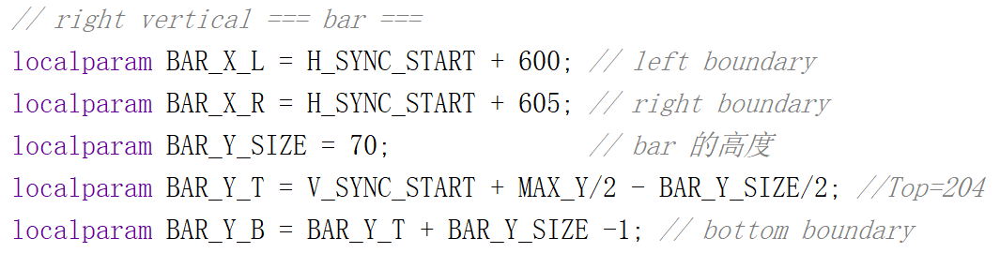 // right vertical === bar ===
localparam BAR_X_L = H_SYNC_START + 600; // left boundary
localparam BAR_X_R = H_SYNC_START + 605; // right boundary
localparam BAR_Y_SIZE = 70; // bar 的高度
localparam BAR_Y_T = V_SYNC_START + MAX_Y/2 - BAR_Y_SIZE/2; //Top=204
localparam BAR_Y_B = BAR_Y_T + BAR_Y_SIZE -1; // bottom boundary